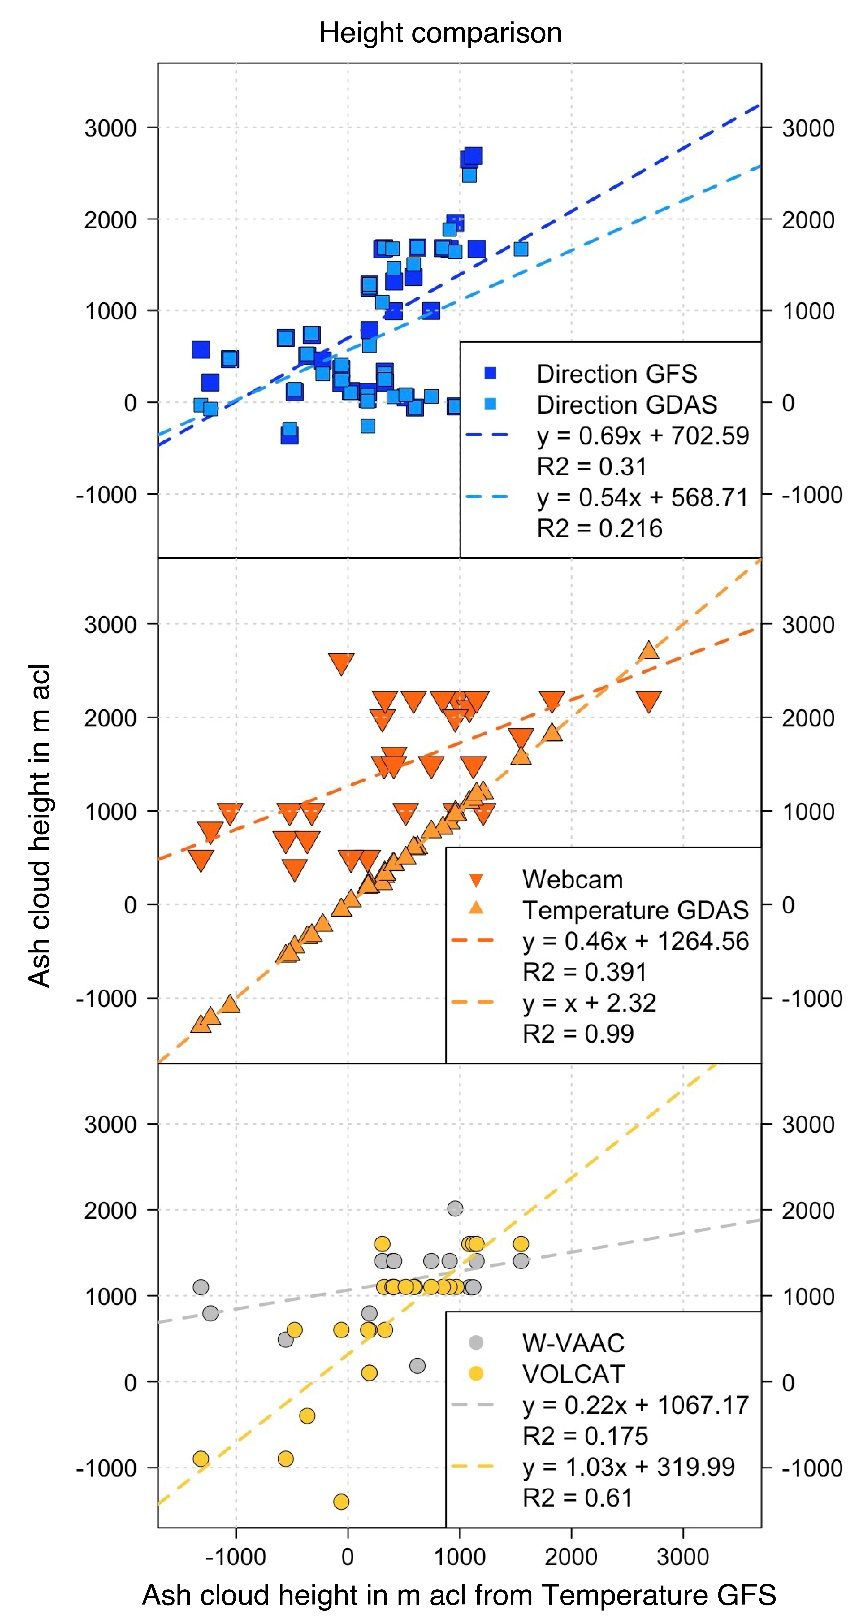 Height comparison
3000 3000
2000 2000
1000 1000
0 0
-1000 -1000
Direction GFS
Direction GDAS
y = 0.69x + 702.59
R2 = 0.31
y = 0.54x + 568.71
R2 = 0.216
Ash cloud height in m acl
3000 3000
2000 2000
1000 1000
0 0
-1000 -1000
Webcam
Temperature GDAS
y = 0.46x + 1264.56
R2 = 0.391
y = x + 2.32
R2 = 0.99
3000 3000
2000 2000
1000 1000
0 0
-1000 -1000
W-VAAC
VOLCAT
y = 0.22x + 1067.17
R2 = 0.175
y = 1.03x + 319.99
R2 = 0.61
-1000 0 1000 2000 3000
Ash cloud height in m acl from Temperature GFS